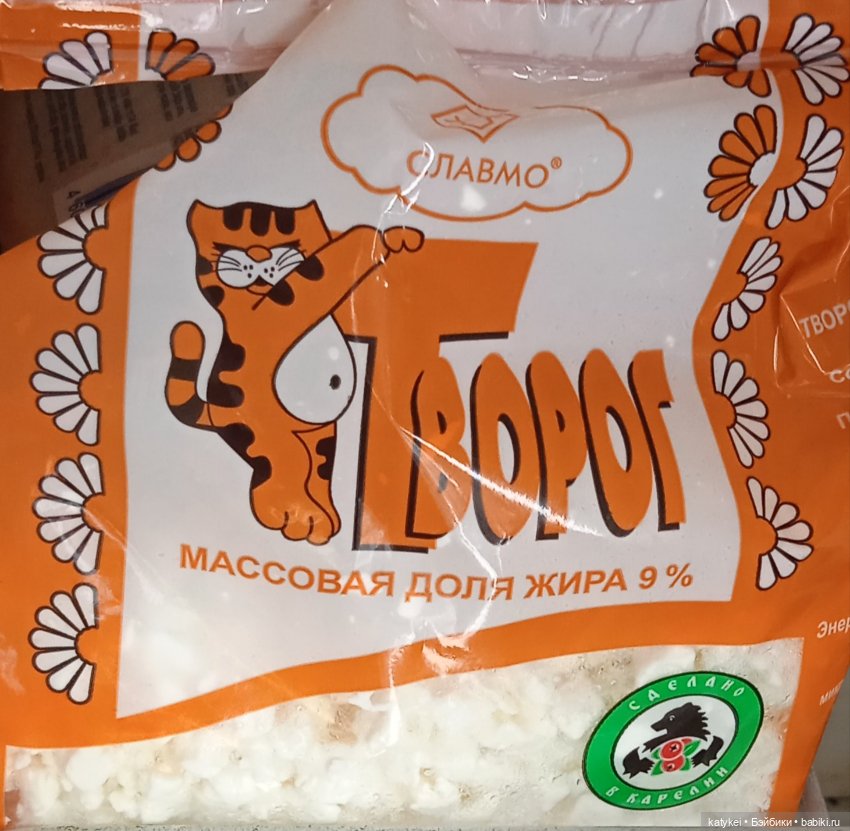 СЛАВМО®
ТВОРОГ
МАССОВАЯ ДОЛЯ ЖИРА 9 %
СДЕЛАНО
В КАРЕЛИИ
katykei • Бэйбики • babiki.ru